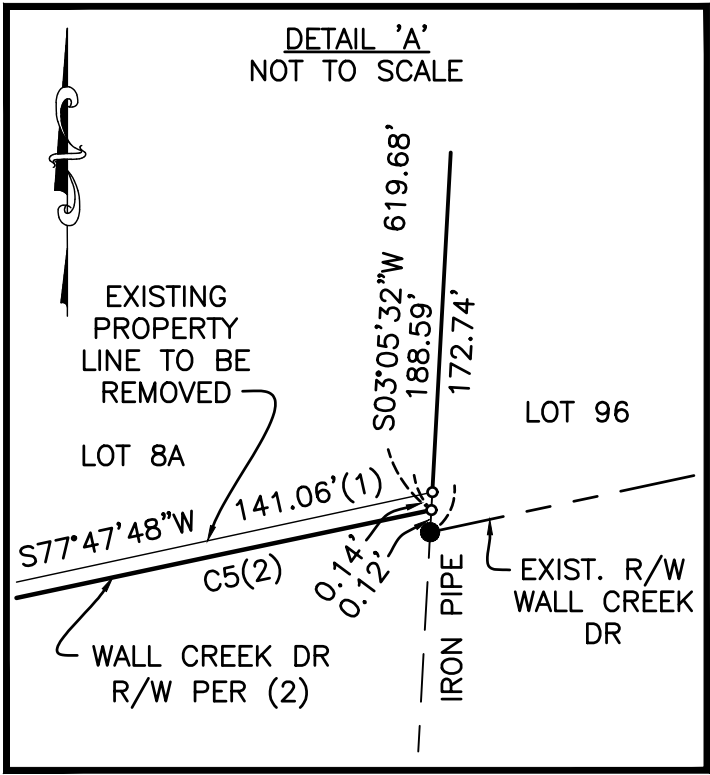 DETAIL 'A'
NOT TO SCALE
S03°05'32"W 619.68'
188.59'
172.74'
EXISTING
PROPERTY
LINE TO BE
REMOVED
LOT 96
LOT 8A
S77°47'48"W 141.06'(1)
C5(2)
0.14'
0.12'
IRON PIPE
EXIST. R/W
WALL CREEK
DR
WALL CREEK DR
R/W PER (2)